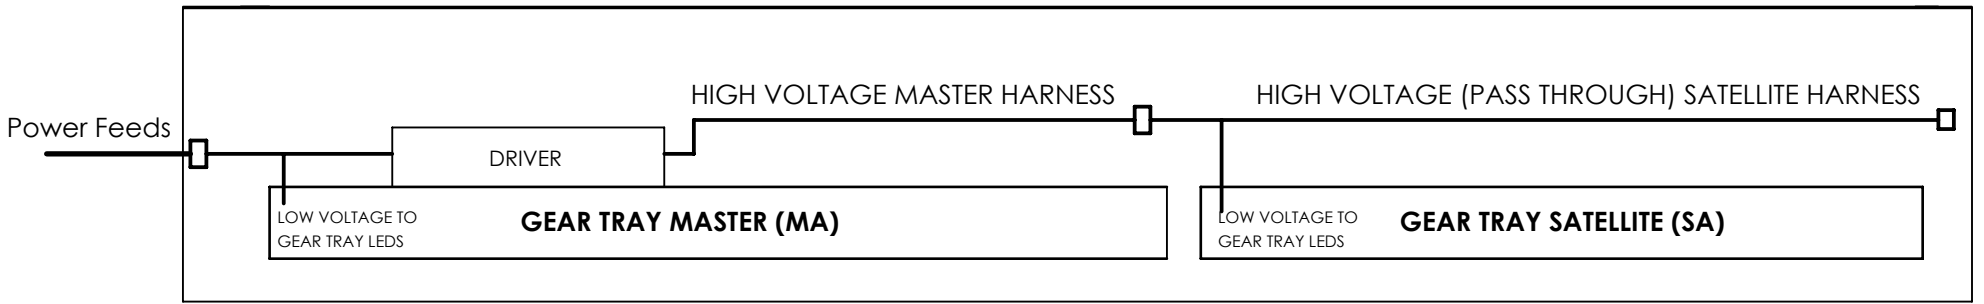 HIGH VOLTAGE MASTER HARNESS
HIGH VOLTAGE (PASS THROUGH) SATELLITE HARNESS
Power Feeds
DRIVER
LOW VOLTAGE TO
GEAR TRAY LEDS
GEAR TRAY MASTER (MA)
LOW VOLTAGE TO
GEAR TRAY LEDS
GEAR TRAY SATELLITE (SA)